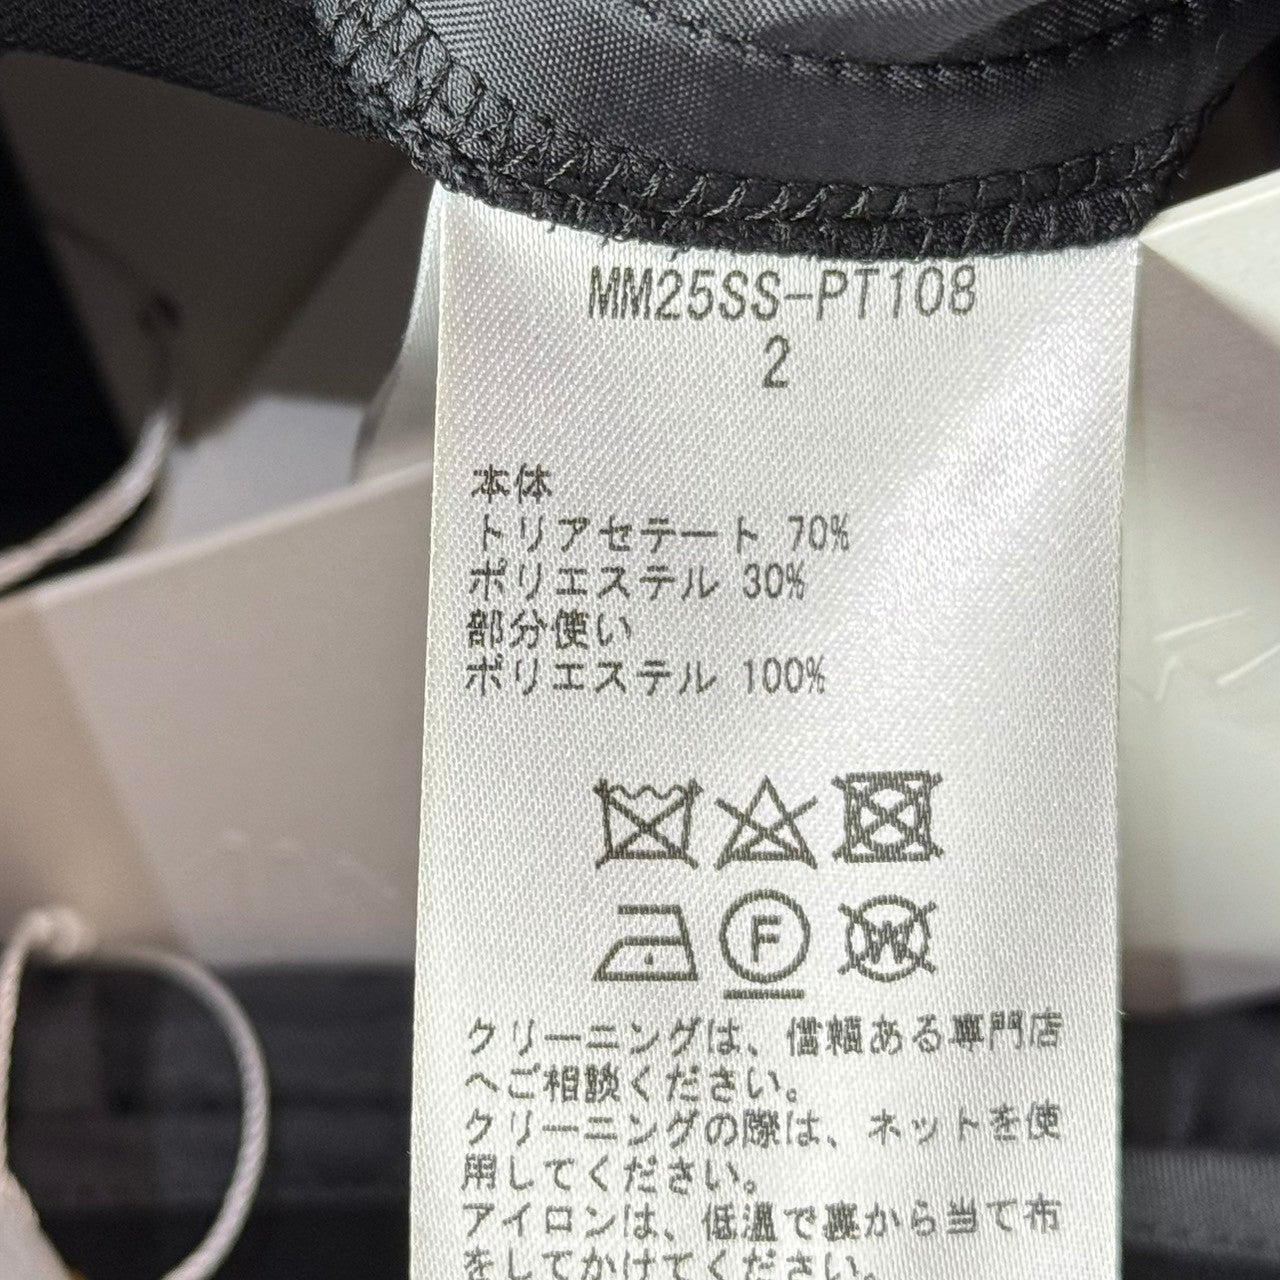 MM25SS-PT108
2
本体
トリアセテート 70%
ポリエステル 30%
部分使い
ポリエステル 100%
F
W
クリーニングは、信頼ある専門店
へご相談ください。
クリーニングの際は、ネットを使
用してください。
アイロンは、低温で裏から当て布
をしてかけてください。